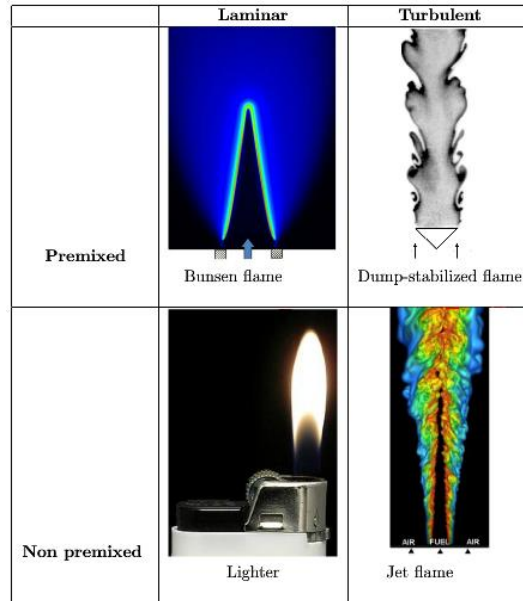 Laminar Turbulent
Premixed
Bunsen flame Dump-stabilized flame
Non premixed
AIR FUEL AIR
Lighter Jet flame